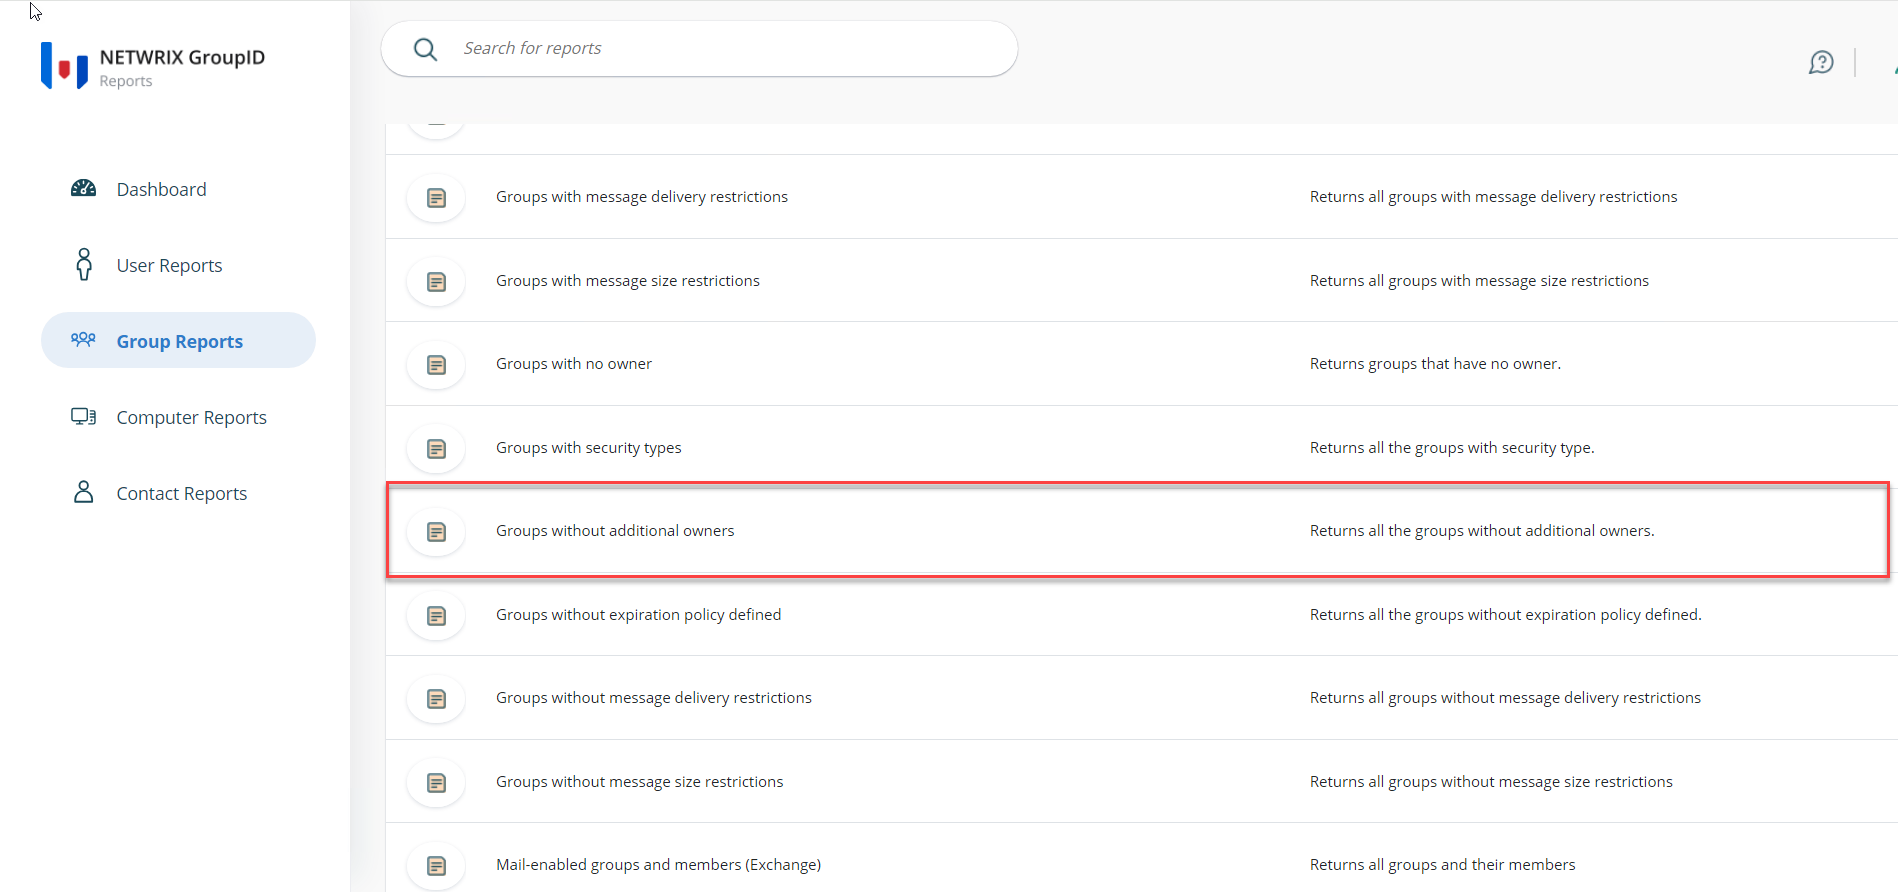 NETWRIX GroupID
Reports
Search for reports
Dashboard
User Reports
Group Reports
Computer Reports
Contact Reports
Groups with message delivery restrictions
Returns all groups with message delivery restrictions
Groups with message size restrictions
Returns all groups with message size restrictions
Groups with no owner
Returns groups that have no owner.
Groups with security types
Returns all the groups with security type.
Groups without additional owners
Returns all the groups without additional owners.
Groups without expiration policy defined
Returns all the groups without expiration policy defined.
Groups without message delivery restrictions
Returns all groups without message delivery restrictions
Groups without message size restrictions
Returns all groups without message size restrictions
Mail-enabled groups and members (Exchange)
Returns all groups and their members